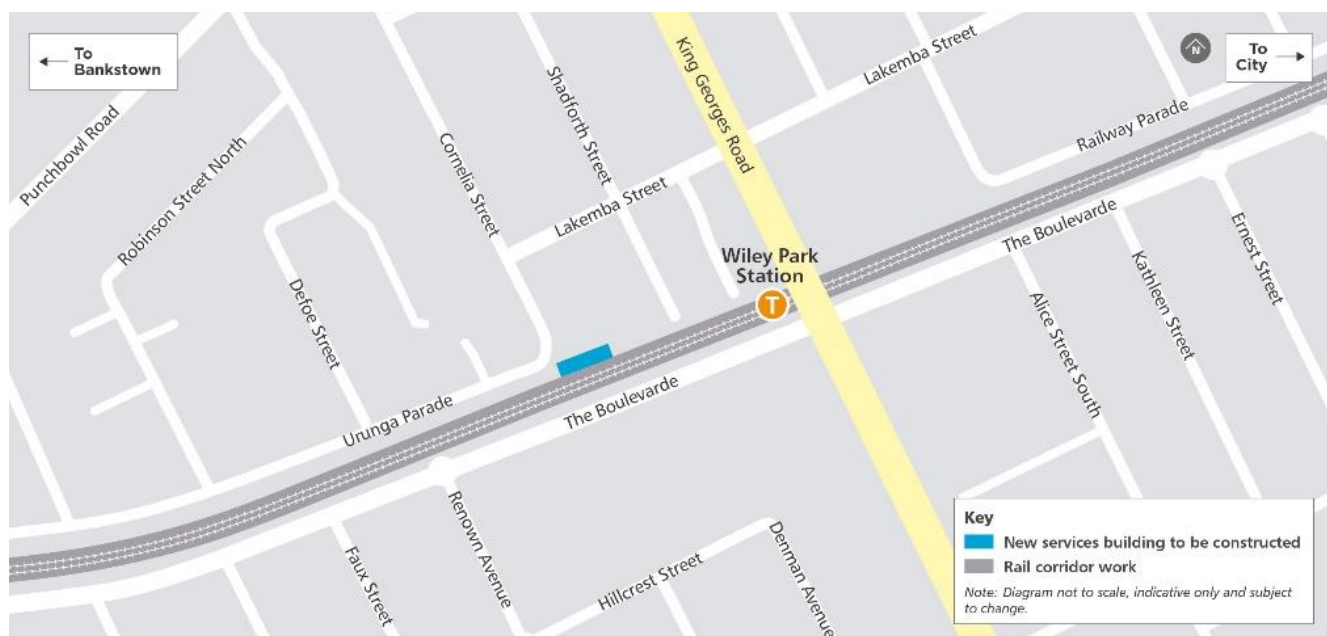 To
Bankstown
N
To
City
Punchbowl Road
Robinson Street North
Defoe Street
Cornelia Street
Shadforth Street
King Georges Road
Lakemba Street
Lakemba Street
Railway Parade
Wiley Park
Station
T
The Boulevarde
The Boulevarde
Urunga Parade
Ernest Street
Kathleen Street
Alice Street South
Renown Avenue
Faux Street
Hillcrest Street
Denman Avenue
Key
New services building to be constructed
Rail corridor work
Note: Diagram not to scale, indicative only and subject
to change.